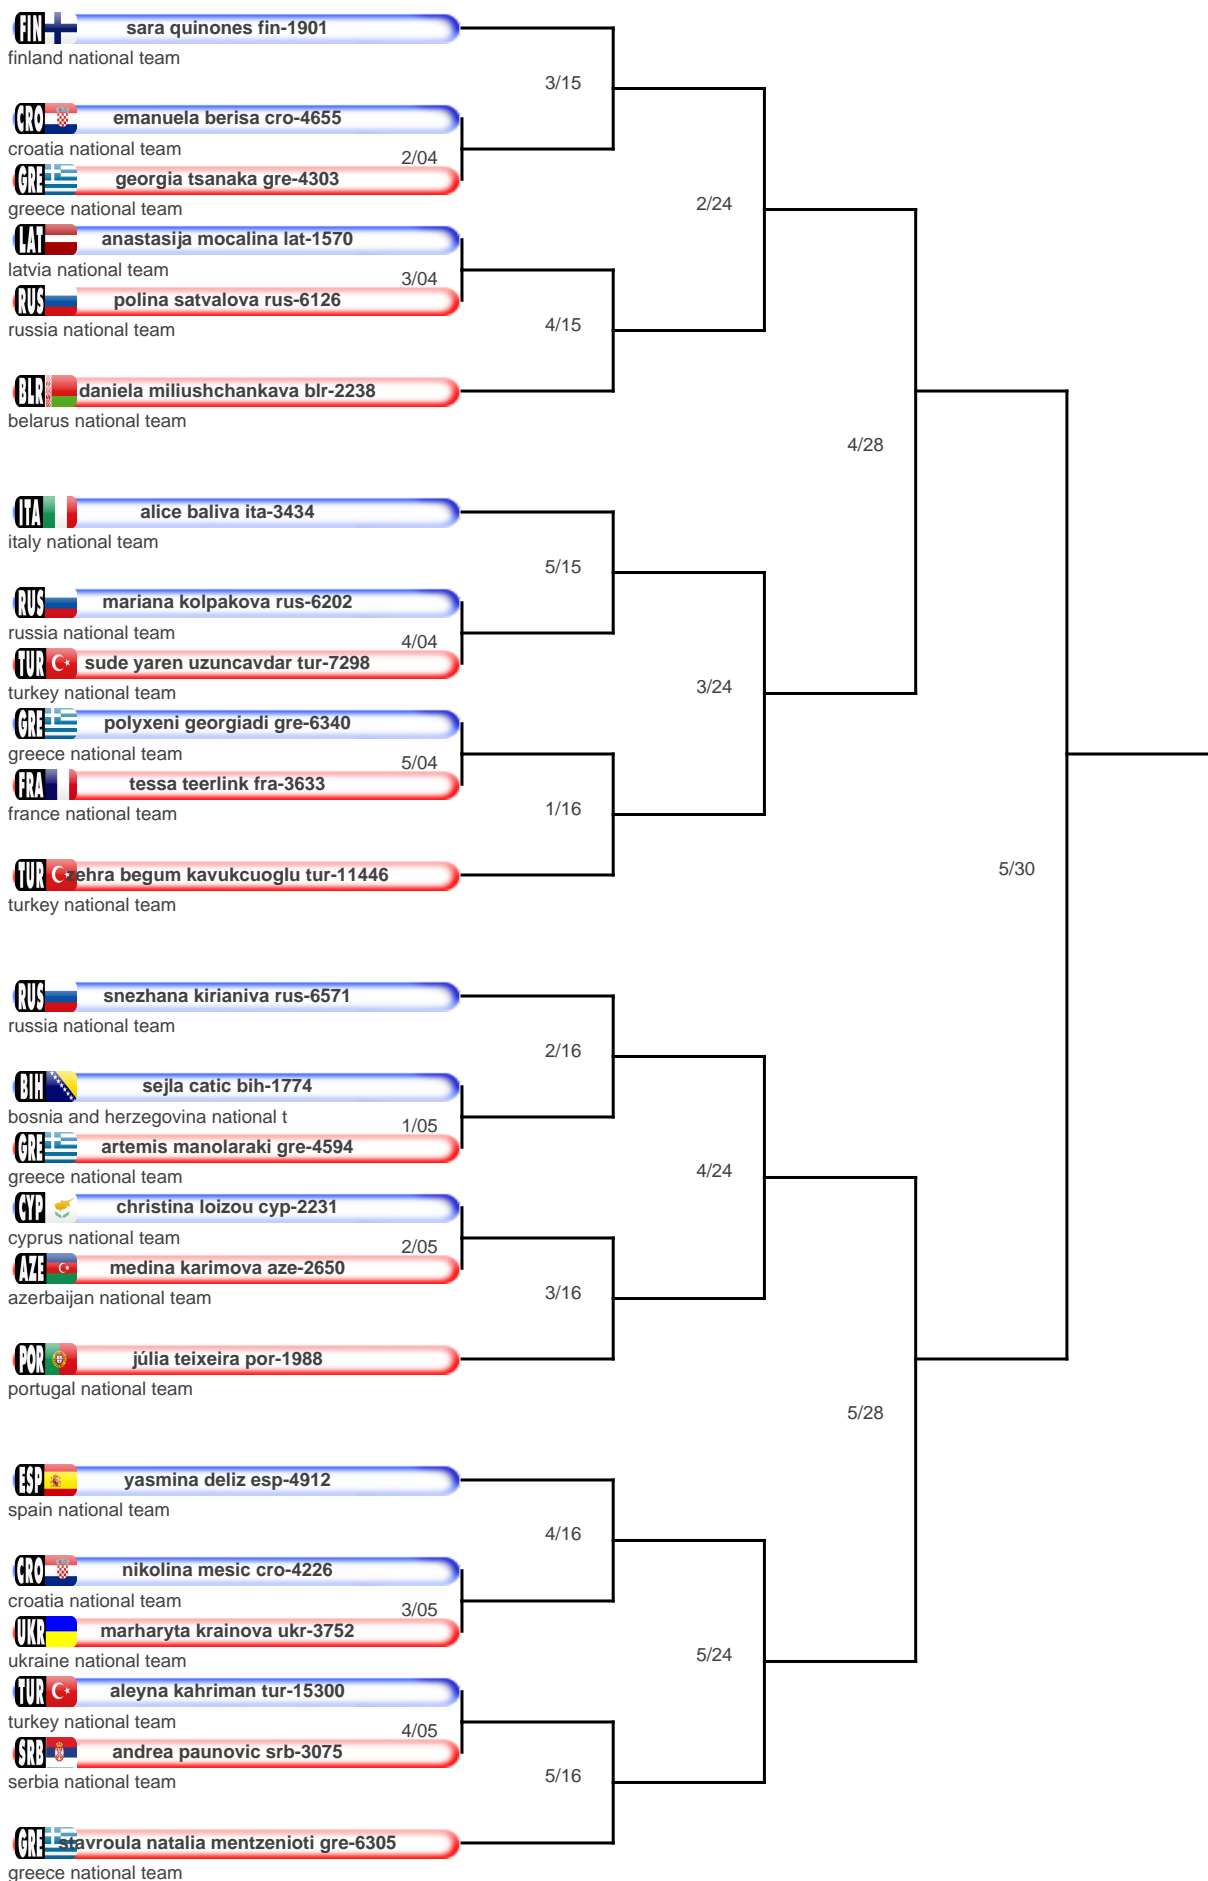 FIN sara quinones fin-1901
finland national team
3/15
CRO emanuela berisa cro-4655
croatia national team
2/04
GRE georgia tsanaka gre-4303
greece national team
2/24
LAT anastasija mocalina lat-1570
latvia national team
3/04
RUS polina satvalova rus-6126
russia national team
4/15
BLR daniela miliushchankava blr-2238
belarus national team
4/28
ITA alice baliva ita-3434
italy national team
5/15
RUS mariana kolpakova rus-6202
russia national team
4/04
TUR sude yaren uzuncavdar tur-7298
turkey national team
3/24
GRE polyxeni georgiadi gre-6340
greece national team
5/04
FRA tessa teerlink fra-3633
france national team
1/16
TUR zehra begum kavukcuoglu tur-11446
turkey national team
5/30
RUS snezhana kirianiva rus-6571
russia national team
2/16
BIH sejla catic bih-1774
bosnia and herzegovina national t
1/05
GRE artemis manolaraki gre-4594
greece national team
4/24
CYP christina loizou cyp-2231
cyprus national team
2/05
AZE medina karimova aze-2650
azerbaijan national team
3/16
POR júlia teixeira por-1988
portugal national team
5/28
ESP yasmina deliz esp-4912
spain national team
4/16
CRO nikolina mesic cro-4226
croatia national team
3/05
UKR marharyta krainova ukr-3752
ukraine national team
5/24
TUR aleyna kahriman tur-15300
turkey national team
4/05
SRB andrea paunovic srb-3075
serbia national team
5/16
GRE stavroula natalia mentzenioti gre-6305
greece national team